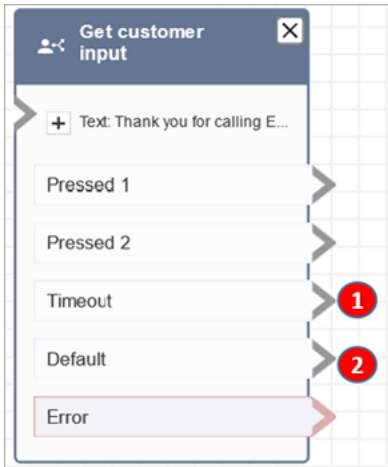 Get customer
input
+ Text: Thank you for calling E...
Pressed 1
Pressed 2
Timeout
1
Default
2
Error